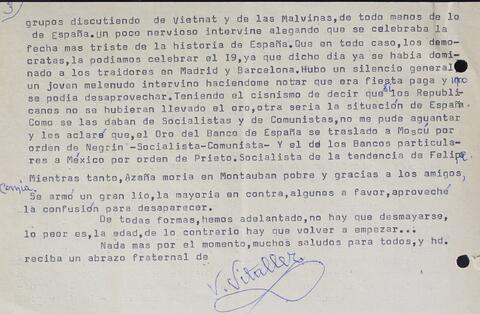 3
grupos discutiendo de Vietnat y de las Malvinas, de todo menos de lo
de España.Un poco nervioso intervine alegando que se celebraba la
fecha mas triste de la historia de España.Que en todo caso, los demo-
cratas, la podiamos celebrar el 19,ya que dicho dia ya se habia domi-
nado a los traidores en Madrid y Barcelona.Hubo un silencio general
un joven melenudo intervino haciendome notar que era fiesta paga y no
se podia desaprovechar.Teniendo el cisnismo de decir que si los Republi-
canos no se hubieran llevado el oro,otra seria la situación de España
Como se las daban de Socialistas y de Comunistas,no me pude aguantar
y les aclaré que,el Oro del Banco de España se traslado a Moscú por
orden de Negrin -Socialista-Comunista- Y el de los Bancos particula-
res a México por orden de Prieto.Socialista de la tendencia de Felipe
Mientras tanto,Azaña moria en Montauban pobre y gracias a los amigos,
comia.
Se armó un gran lio,la mayoria en contra,algunos a favor,aproveché
la confusión para desaparecer.
De todas formas,hemos adelantado,no hay que desmayarse,
lo peor es,la edad,de lo contrario hay que volver a empezar...
Nada mas por el momento,muchos saludos para todos,y hd.
reciba un abrazo fraternal de
V. Vitaller